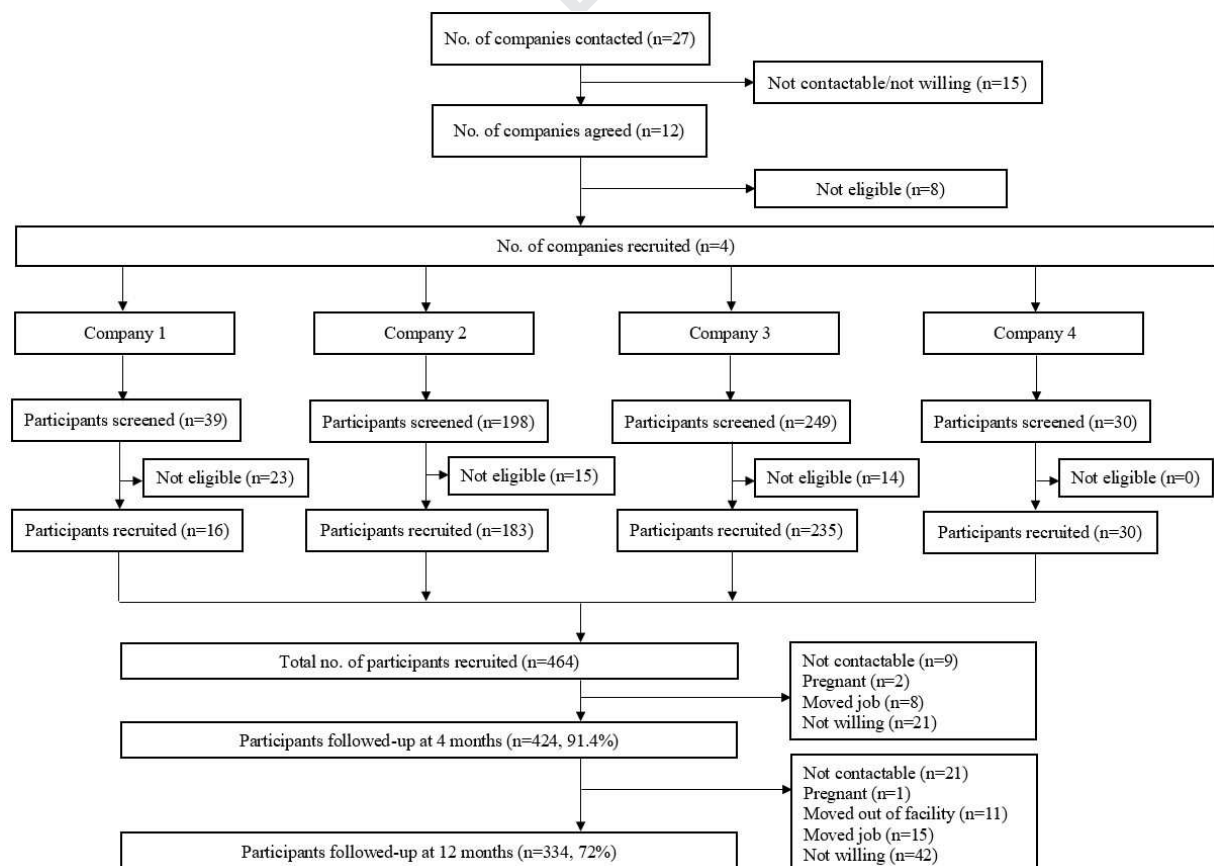 No. of companies contacted (n=27)
Not contactable/not willing (n=15)
No. of companies agreed (n=12)
Not eligible (n=8)
No. of companies recruited (n=4)
Company 1
Company 2
Company 3
Company 4
Participants screened (n=39)
Participants screened (n=198)
Participants screened (n=249)
Participants screened (n=30)
Not eligible (n=23)
Not eligible (n=15)
Not eligible (n=14)
Not eligible (n=0)
Participants recruited (n=16)
Participants recruited (n=183)
Participants recruited (n=235)
Participants recruited (n=30)
Total no. of participants recruited (n=464)
Not contactable (n=9)
Pregnant (n=2)
Moved job (n=8)
Not willing (n=21)
Participants followed-up at 4 months (n=424, 91.4%)
Not contactable (n=21)
Pregnant (n=1)
Moved out of facility (n=11)
Moved job (n=15)
Not willing (n=42)
Participants followed-up at 12 months (n=334, 72%)